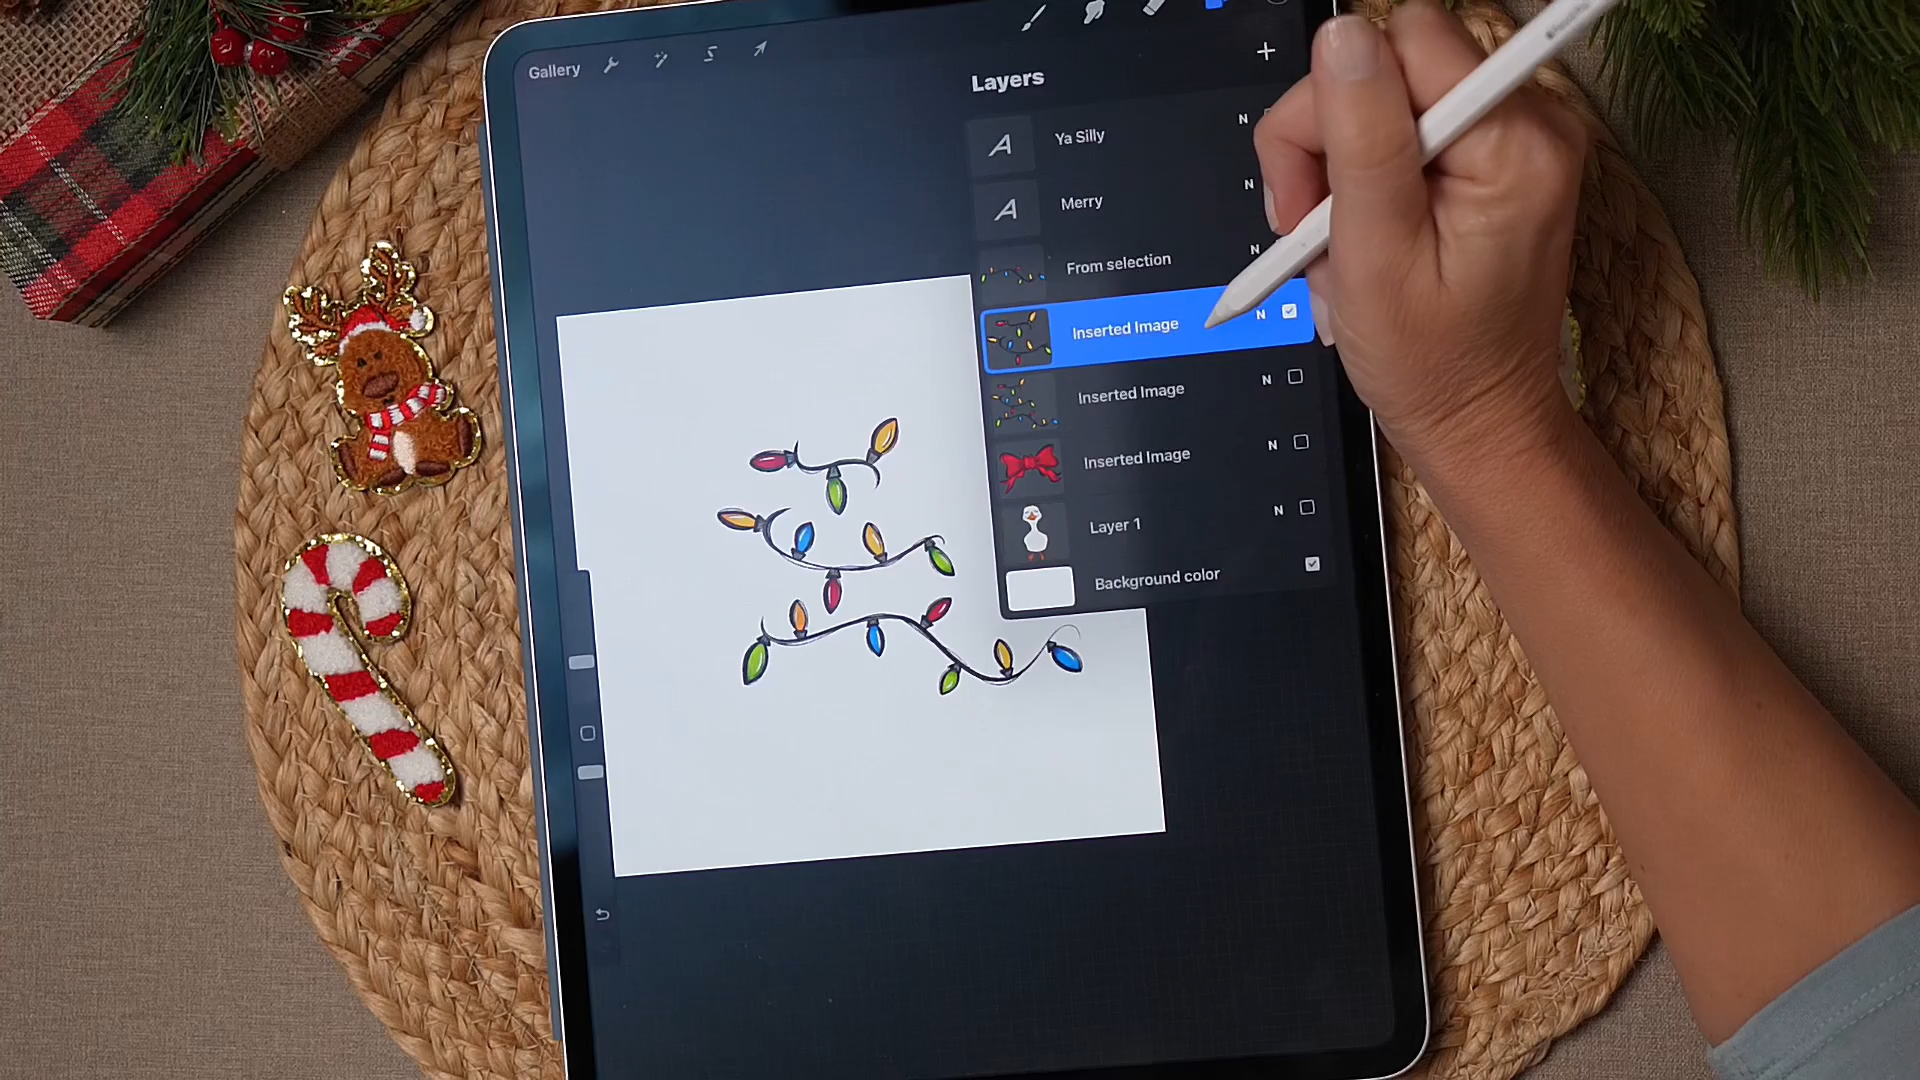 Gallery
Layers
A Ya Silly N
A Merry N
From selection N
Inserted Image N
Inserted Image N
Inserted Image N
Layer 1 N
Background color